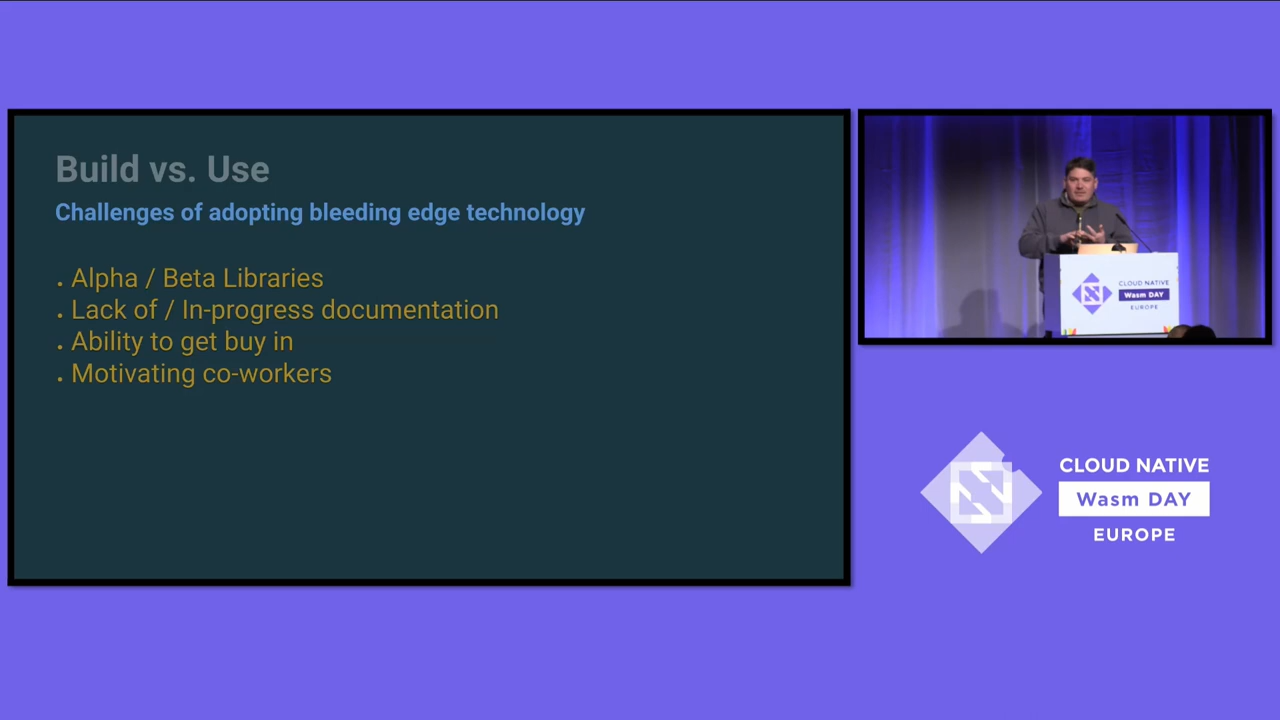 Build vs. Use
Challenges of adopting bleeding edge technology
. Alpha / Beta Libraries
. Lack of / In-progress documentation
. Ability to get buy in
. Motivating co-workers
CLOUD NATIVE
Wasm DAY
EUROPE
CLOUD NATIVE
Wasm DAY
EUROPE